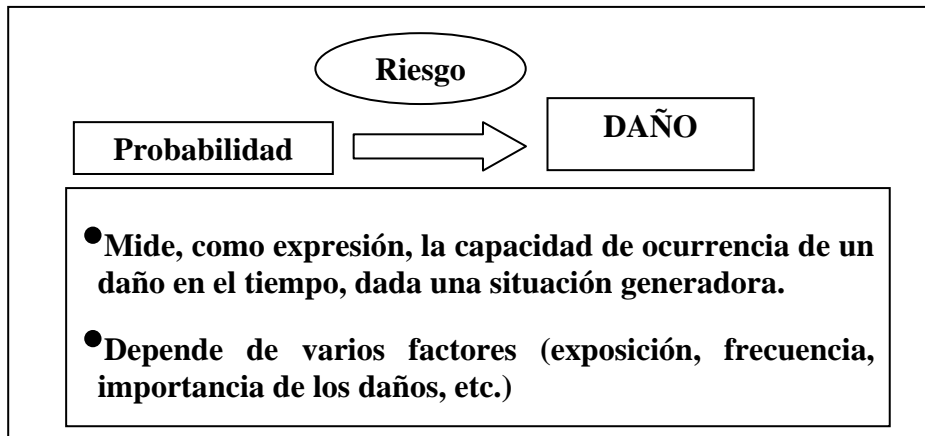 Riesgo
Probabilidad
DAÑO
•Mide, como expresión, la capacidad de ocurrencia de un
daño en el tiempo, dada una situación generadora.
•Depende de varios factores (exposición, frecuencia,
importancia de los daños, etc.)